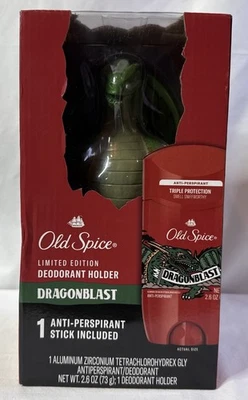 ANTI-PERSPIRANT
TRIPLE PROTECTION
Old Spice
DRAGONBLAST
ANTI-PERSPIRANT
2.6 OZ
ACTUAL SIZE
Old Spice®
LIMITED EDITION
DEODORANT HOLDER
DRAGONBLAST
1 ANTI-PERSPIRANT
STICK INCLUDED
1 ALUMINUM ZIRCONIUM TETRACHLOROHYDREX GLY
ANTIPERSPIRANT/DEODORANT
NET WT. 2.6 OZ (73 g); 1 DEODORANT HOLDER